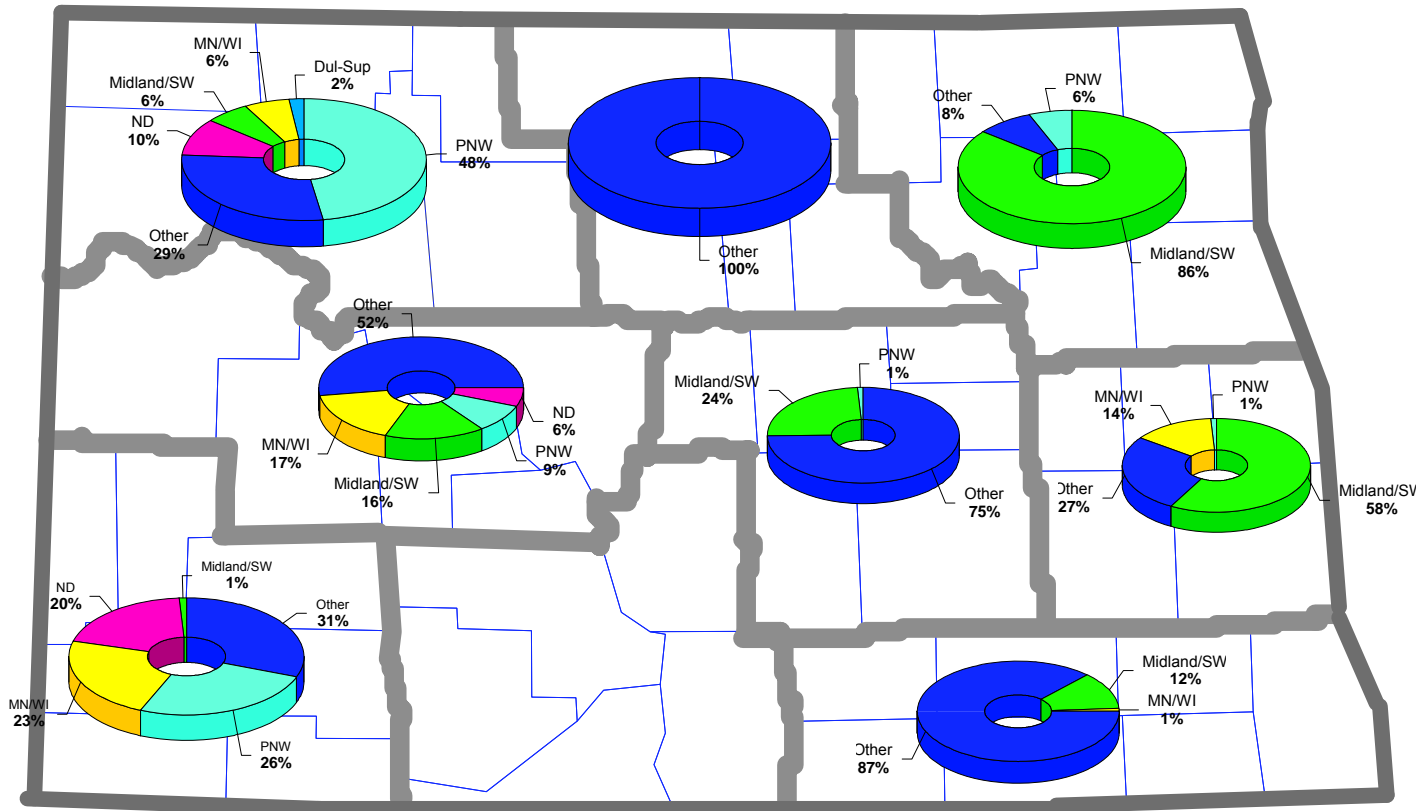 MN/WI
6%
Dul-Sup
2%
Midland/SW
6%
ND
10%
PNW
48%
Other
29%
Other
100%
PNW
6%
Other
8%
Midland/SW
86%
Other
52%
ND
6%
PNW
9%
Midland/SW
16%
MN/WI
17%
PNW
1%
Midland/SW
24%
Other
75%
PNW
1%
MN/WI
14%
Other
27%
Midland/SW
58%
Midland/SW
1%
ND
20%
Other
31%
MN/WI
23%
PNW
26%
Midland/SW
12%
MN/WI
1%
Other
87%